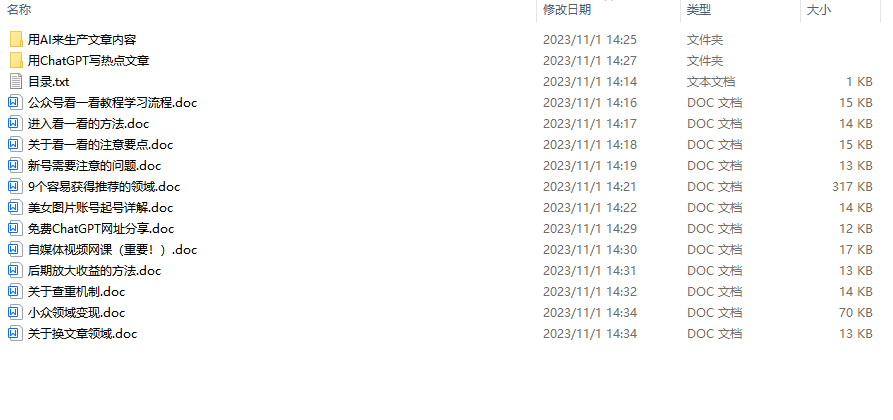 名称 修改日期 类型 大小
用AI来生产文章内容 2023/11/1 14:25 文件夹
用ChatGPT写热点文章 2023/11/1 14:27 文件夹
目录.txt 2023/11/1 14:14 文本文档 1 KB
公众号看一看教程学习流程.doc 2023/11/1 14:16 DOC 文档 15 KB
进入看一看的方法.doc 2023/11/1 14:17 DOC 文档 14 KB
关于看一看的注意要点.doc 2023/11/1 14:18 DOC 文档 15 KB
新号需要注意的问题.doc 2023/11/1 14:19 DOC 文档 13 KB
9个容易获得推荐的领域.doc 2023/11/1 14:21 DOC 文档 317 KB
美女图片账号起号详解.doc 2023/11/1 14:22 DOC 文档 14 KB
免费ChatGPT网址分享.doc 2023/11/1 14:29 DOC 文档 12 KB
自媒体视频网课（重要！）.doc 2023/11/1 14:30 DOC 文档 17 KB
后期放大收益的方法.doc 2023/11/1 14:31 DOC 文档 13 KB
关于查重机制.doc 2023/11/1 14:32 DOC 文档 14 KB
小众领域变现.doc 2023/11/1 14:34 DOC 文档 70 KB
关于换文章领域.doc 2023/11/1 14:34 DOC 文档 13 KB